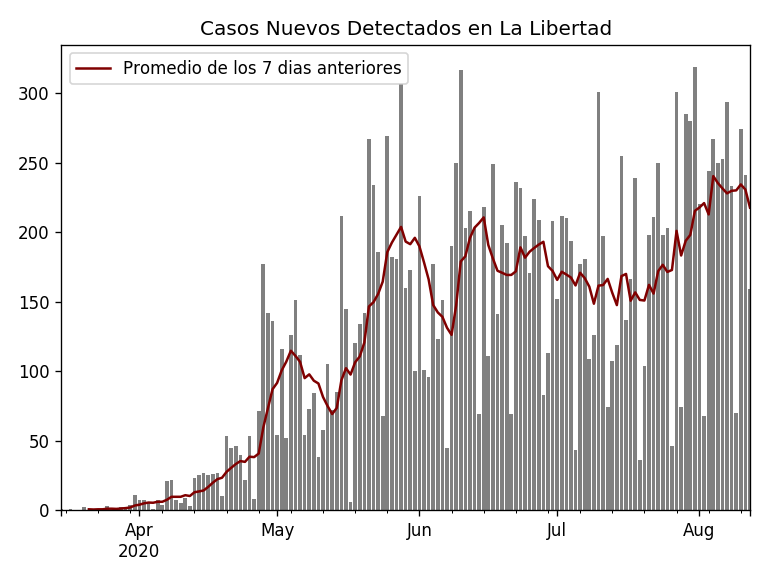 Casos Nuevos Detectados en La Libertad
Promedio de los 7 dias anteriores
300
250
200
150
100
50
0
Apr
2020
May
Jun
Jul
Aug